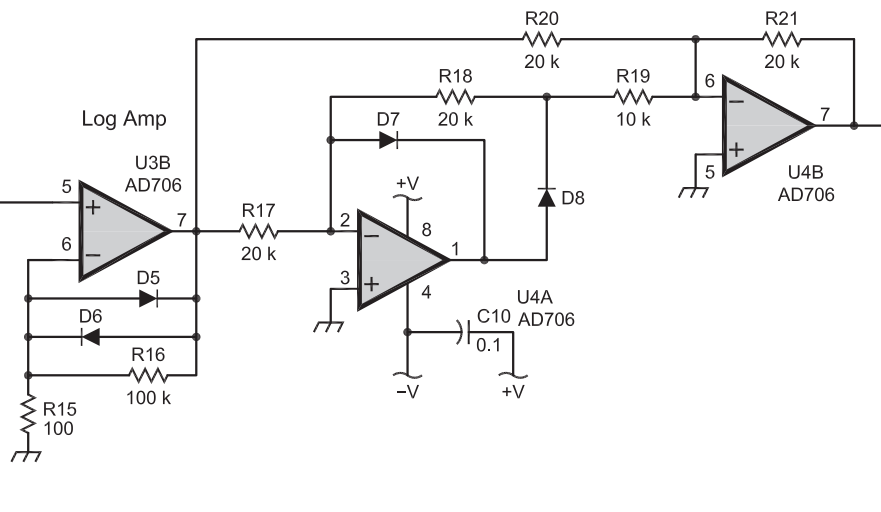 R20
20 k
R21
20 k
R18
20 k
R19
10 k
6
−
7
+
5
U4B
AD706
Log Amp
D7
U3B
AD706
+V
5
+
7
6
−
R17
20 k
2
−
8
1
3
+
4
D8
D5
D6
R16
100 k
R15
100
U4A
AD706
C10
0.1
−V
+V